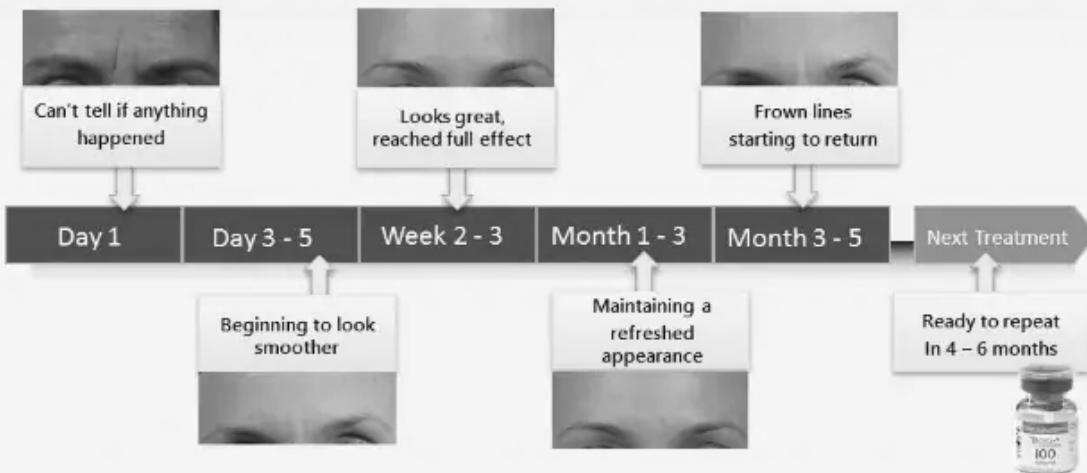 Can't tell if anything
happened
Looks great,
reached full effect
Frown lines
starting to return
Day 1
Day 3 - 5
Week 2 - 3
Month 1 - 3
Month 3 - 5
Next Treatment
Beginning to look
smoother
Maintaining a
refreshed
appearance
Ready to repeat
In 4 – 6 months
100